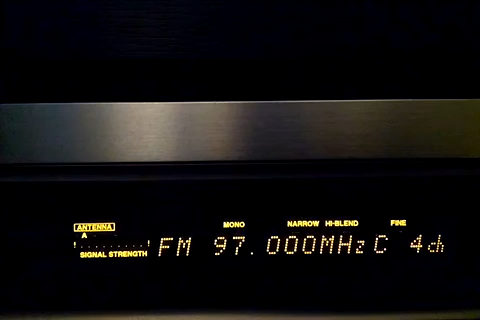 ANTENNA
A
MONO NARROW HI-BLEND FINE
FM 97.000MHz C 4ch
SIGNAL STRENGTH